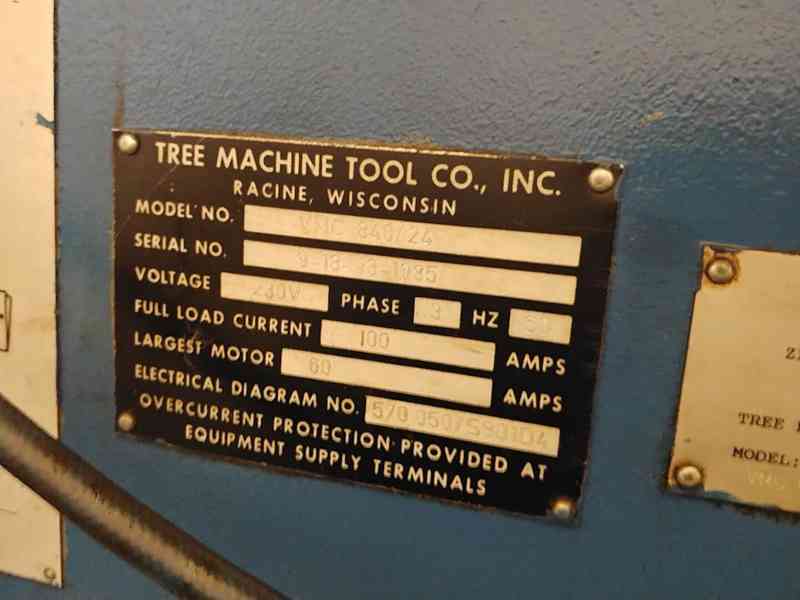 TREE MACHINE TOOL CO., INC.
RACINE, WISCONSIN
MODEL NO. VMC 840/24
SERIAL NO.
VOLTAGE 230V PHASE 3 HZ 60
FULL LOAD CURRENT 100 AMPS
LARGEST MOTOR 60 AMPS
ELECTRICAL DIAGRAM NO.
OVERCURRENT PROTECTION PROVIDED AT
EQUIPMENT SUPPLY TERMINALS
TREE
MODEL: